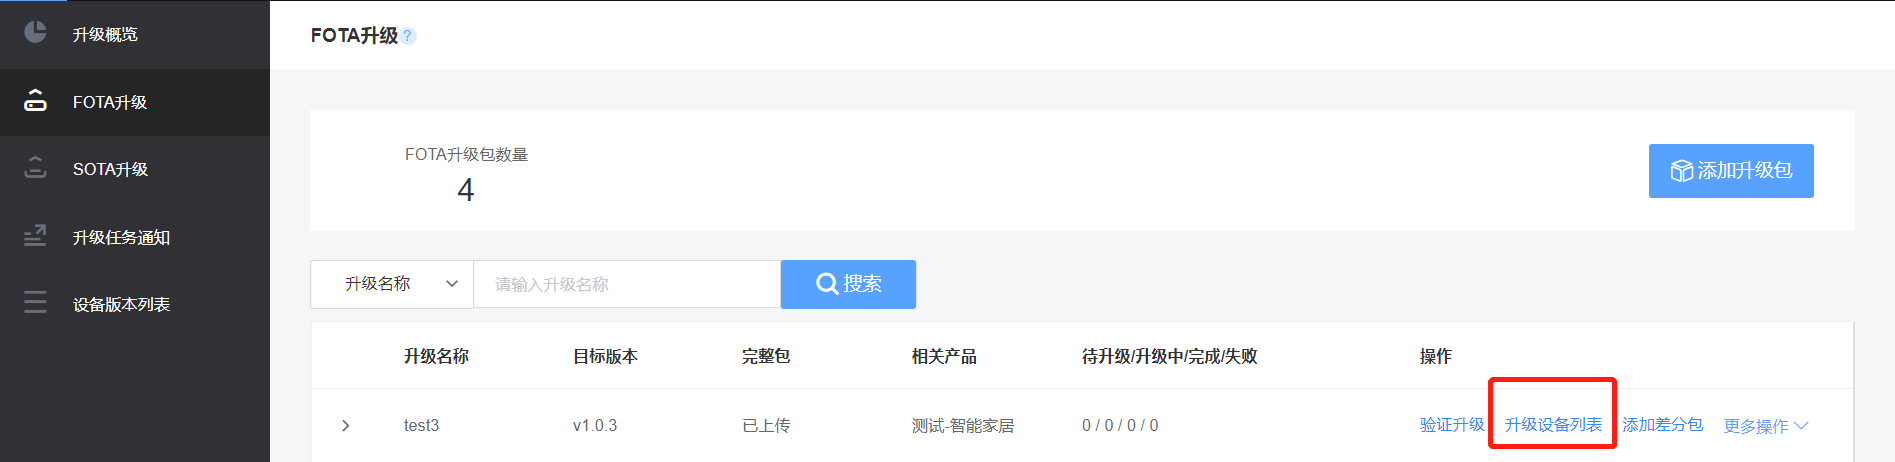 升级概览
FOTA升级
SOTA升级
升级任务通知
设备版本列表
FOTA升级?
FOTA升级包数量
4
添加升级包
升级名称 请输入升级名称 搜索
升级名称 目标版本 完整包 相关产品 待升级/升级中/完成/失败 操作
test3 v1.0.3 已上传 测试-智能家居 0 / 0 / 0 / 0 验证升级 升级设备列表 添加差分包 更多操作